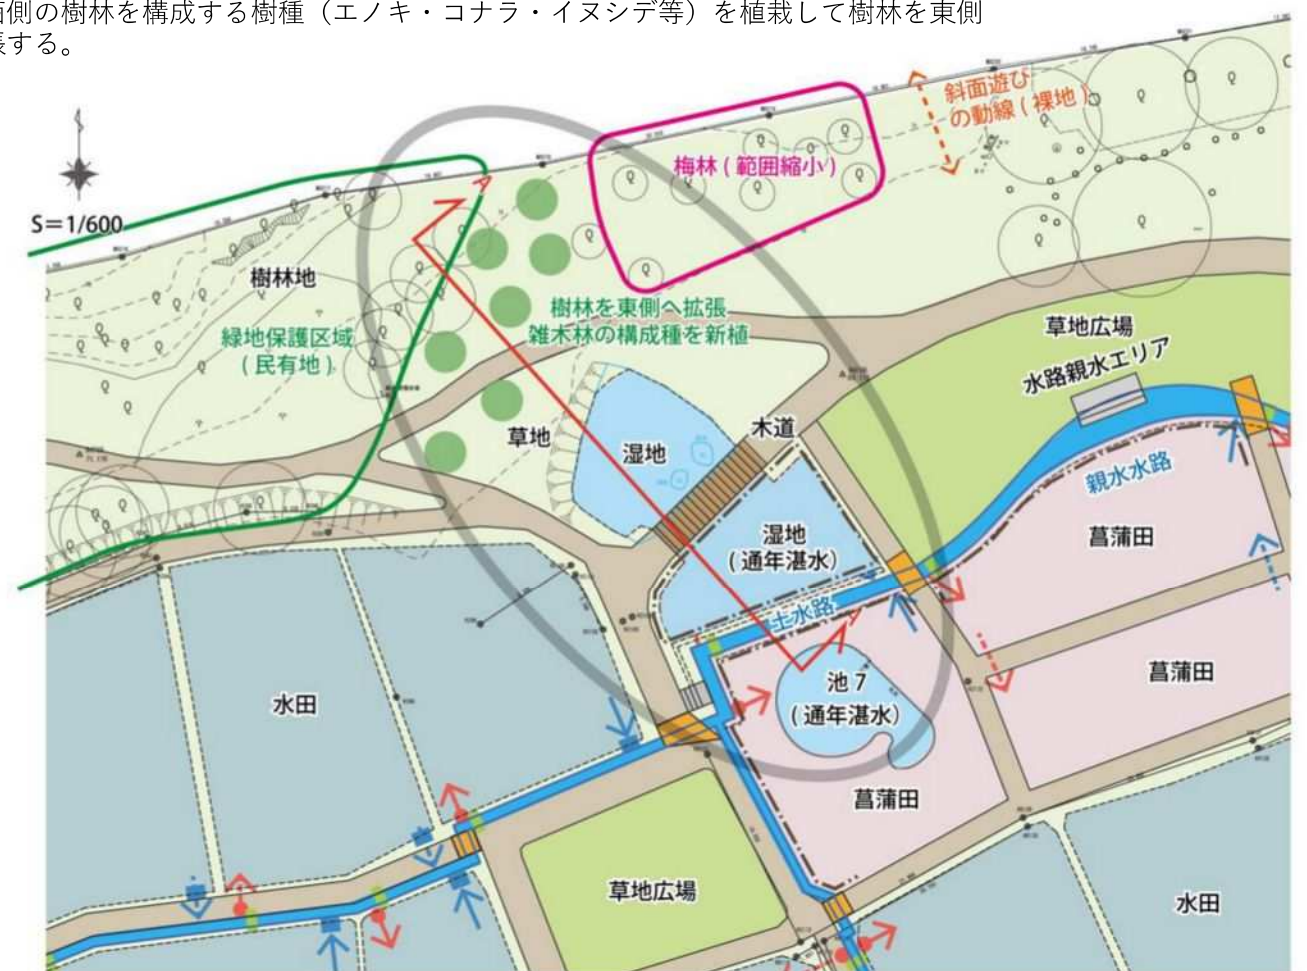 側の樹林を構成する樹種（エノキ・コナラ・イヌシデ等）を植栽して樹林を東側
する。
斜面遊び
の動線 ( 裸地 )
梅林 ( 範囲縮小 )
S＝1/600
A
樹林地
緑地保護区域
( 民有地 )
樹林を東側へ拡張
雑木林の構成種を新植
草地広場
水路親水エリア
草地
湿地
木道
親水水路
湿地
(通年湛水)
菖蒲田
土水路
A
池 7
( 通年湛水)
菖蒲田
水田
菖蒲田
草地広場
水田